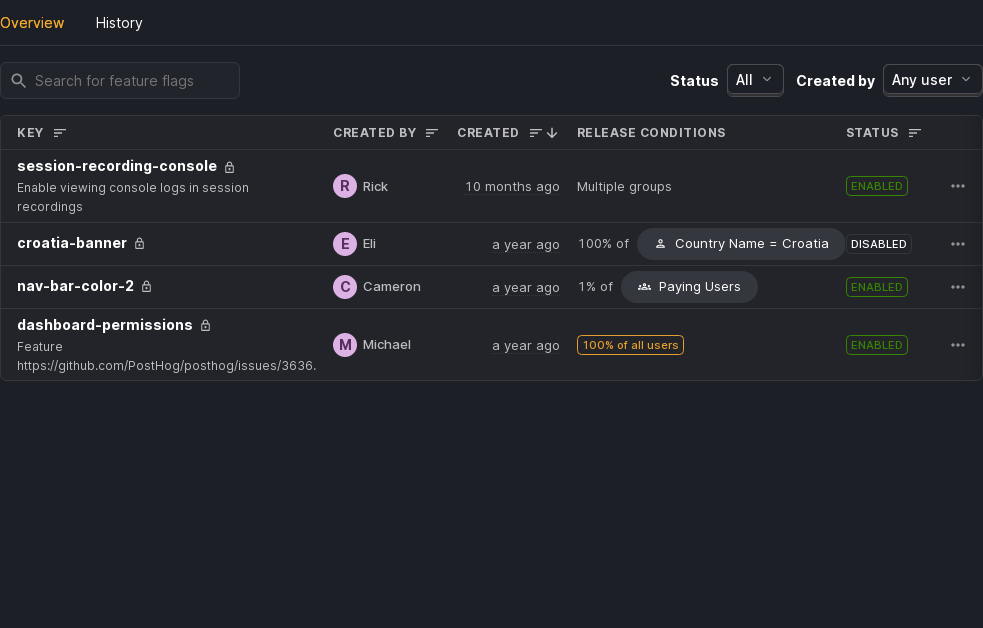 Overview History
Search for feature flags Status All Created by Any user
KEY CREATED BY CREATED RELEASE CONDITIONS STATUS
session-recording-console
Enable viewing console logs in session
recordings
R Rick 10 months ago Multiple groups ENABLED
croatia-banner E Eli a year ago 100% of Country Name = Croatia DISABLED
nav-bar-color-2 C Cameron a year ago 1% of Paying Users ENABLED
dashboard-permissions
Feature
https://github.com/PostHog/posthog/issues/3636.
M Michael a year ago 100% of all users ENABLED